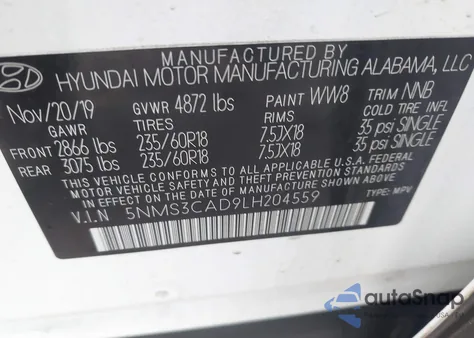 MANUFACTURED BY
HYUNDAI MOTOR MANUFACTURING ALABAMA, LLC
Nov/20/19 GVWR 4872 lbs PAINT WW8 TRIM NNB
GAWR TIRES RIMS COLD TIRE INFL
FRONT 2866 lbs 235/60R18 7.5JX18 35 psi SINGLE
REAR 3075 lbs 235/60R18 7.5JX18 35 psi SINGLE
THIS VEHICLE CONFORMS TO ALL APPLICABLE FEDERAL
MOTOR VEHICLE SAFETY AND THEFT PREVENTION
STANDARDS IN EFFECT ON THE DATE OF MANUFACTURE
V.I.N 5NMS3CAD9LH204559 TYPE: MPV
autoSnap